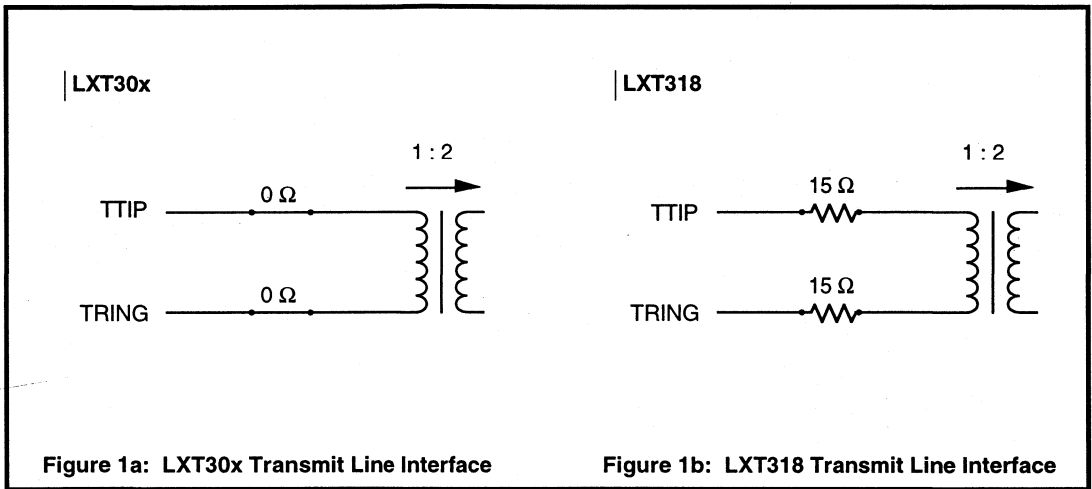 LXT30x
1 : 2
0 Ω
TTIP
0 Ω
TRING
Figure 1a: LXT30x Transmit Line Interface
LXT318
1 : 2
15 Ω
TTIP
15 Ω
TRING
Figure 1b: LXT318 Transmit Line Interface